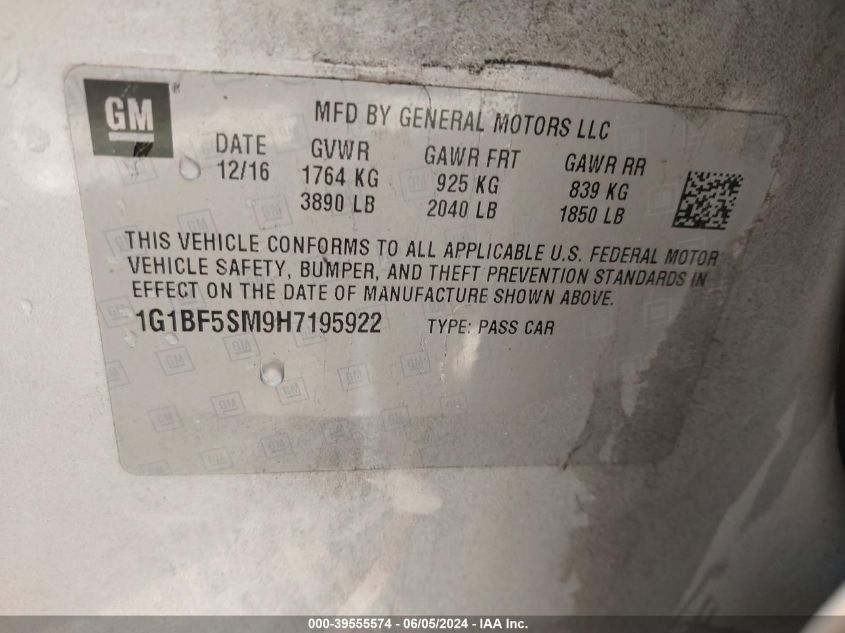 GM ®
MFD BY GENERAL MOTORS LLC
DATE GVWR GAWR FRT GAWR RR
12/16 1764 KG 925 KG 839 KG
3890 LB 2040 LB 1850 LB
THIS VEHICLE CONFORMS TO ALL APPLICABLE U.S. FEDERAL MOTOR
VEHICLE SAFETY, BUMPER, AND THEFT PREVENTION STANDARDS IN
EFFECT ON THE DATE OF MANUFACTURE SHOWN ABOVE.
1G1BF5SM9H7195922 TYPE: PASS CAR
000-39555574 - 06/05/2024 - IAA Inc.